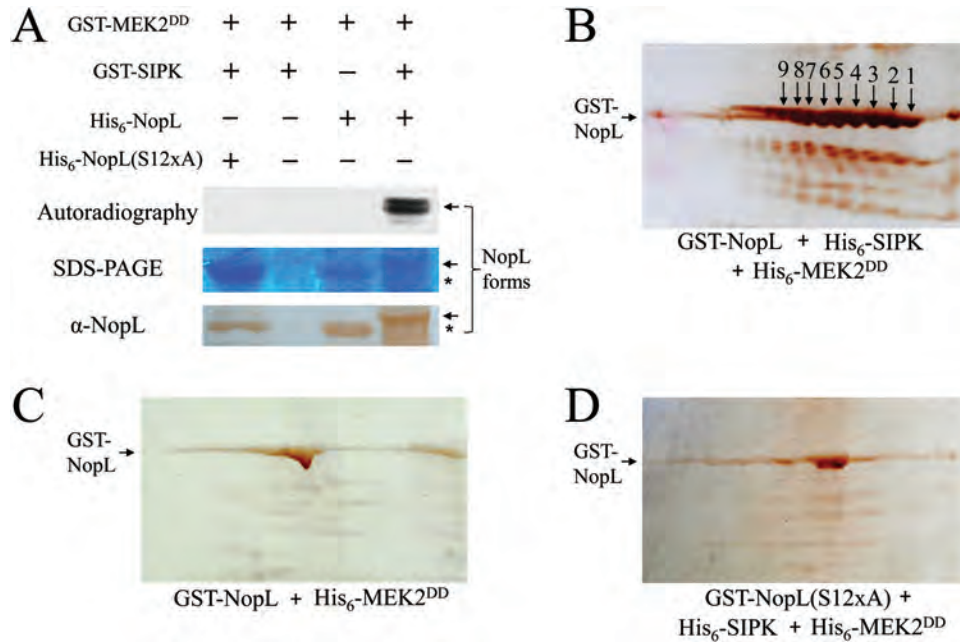 A
GST-MEK2ᴰᴰ + + + +
GST-SIPK + + − +
His₆-NopL − − + +
His₆-NopL(S12xA) + − − −
Autoradiography
SDS-PAGE
*
α-NopL
*
NopL
forms
B
9 8 7 6 5 4 3 2 1
GST-
NopL
GST-NopL + His₆-SIPK
+ His₆-MEK2ᴰᴰ
C
GST-
NopL
GST-NopL + His₆-MEK2ᴰᴰ
D
GST-
NopL
GST-NopL(S12xA) +
His₆-SIPK + His₆-MEK2ᴰᴰ